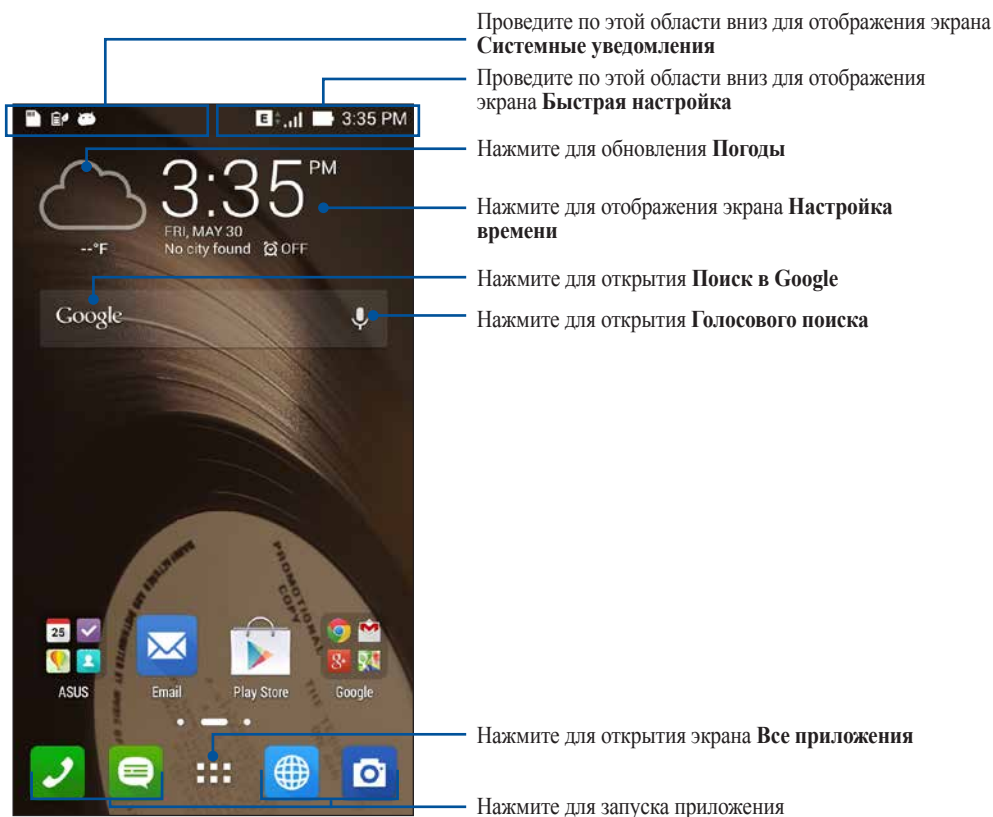 Проведите по этой области вниз для отображения экрана
Системные уведомления
Проведите по этой области вниз для отображения
экрана Быстрая настройка
E 3:35 PM
Нажмите для обновления Погоды
3:35 PM
Нажмите для отображения экрана Настройка
времени
FRI, MAY 30
--°F No city found OFF
Нажмите для открытия Поиск в Google
Google
Нажмите для открытия Голосового поиска
PROMOTIONAL
COPY
25
8+
ASUS Email Play Store Google
Нажмите для открытия экрана Все приложения
Нажмите для запуска приложения